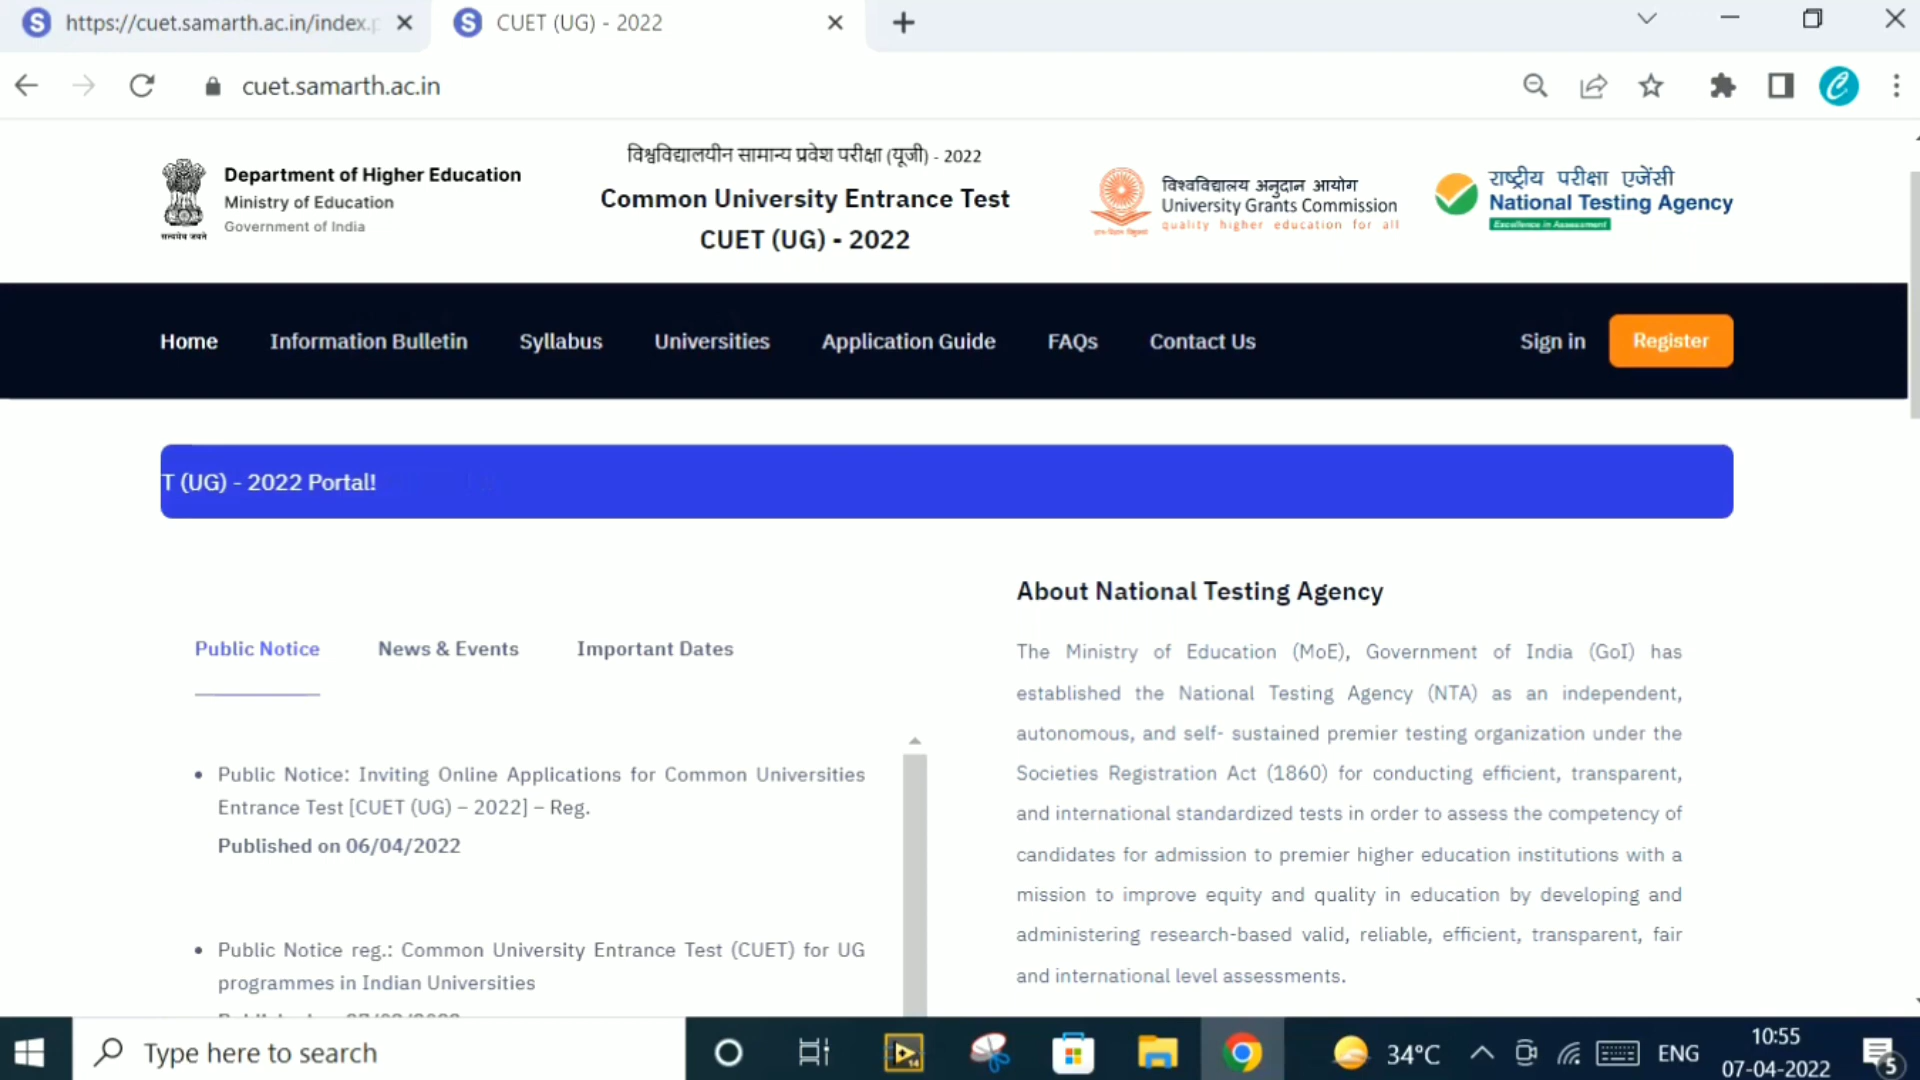 https://cuet.samarth.ac.in/index.p
CUET (UG) - 2022
cuet.samarth.ac.in
सत्यमेव जयते
Department of Higher Education
Ministry of Education
Government of India
विश्वविद्यालयीन सामान्य प्रवेश परीक्षा (यूजी) - 2022
Common University Entrance Test
CUET (UG) - 2022
विश्वविद्यालय अनुदान आयोग
University Grants Commission
quality higher education for all
राष्ट्रीय परीक्षा एजेंसी
National Testing Agency
Excellence in Assessment
Home Information Bulletin Syllabus Universities Application Guide FAQs Contact Us Sign in Register
T (UG) - 2022 Portal!
Public Notice News & Events Important Dates
• Public Notice: Inviting Online Applications for Common Universities
Entrance Test [CUET (UG) – 2022] – Reg.
Published on 06/04/2022
• Public Notice reg.: Common University Entrance Test (CUET) for UG
programmes in Indian Universities
About National Testing Agency
The Ministry of Education (MoE), Government of India (GoI) has
established the National Testing Agency (NTA) as an independent,
autonomous, and self- sustained premier testing organization under the
Societies Registration Act (1860) for conducting efficient, transparent,
and international standardized tests in order to assess the competency of
candidates for admission to premier higher education institutions with a
mission to improve equity and quality in education by developing and
administering research-based valid, reliable, efficient, transparent, fair
and international level assessments.
Type here to search
34°C
ENG
10:55
07-04-2022
5